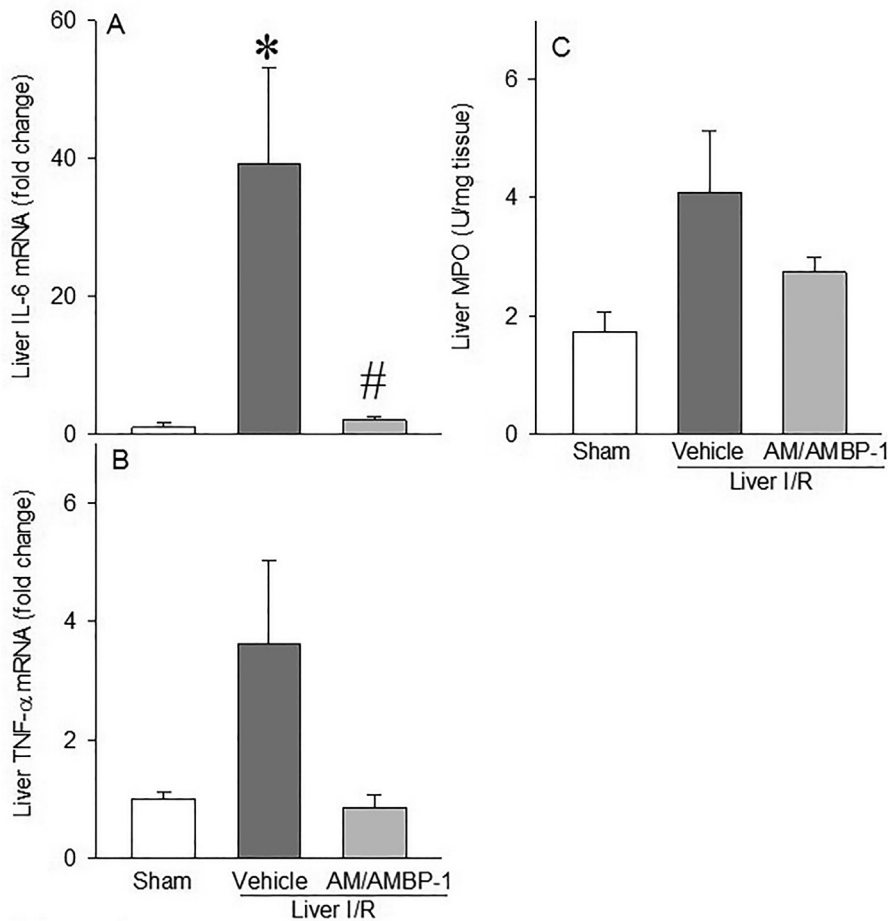 A
Liver IL-6 mRNA (fold change)
60
40
20
0
*
#
B
Liver TNF-α mRNA (fold change)
6
4
2
0
Sham Vehicle AM/AMBP-1
Liver I/R
C
Liver MPO (U/mg tissue)
6
4
2
0
Sham Vehicle AM/AMBP-1
Liver I/R